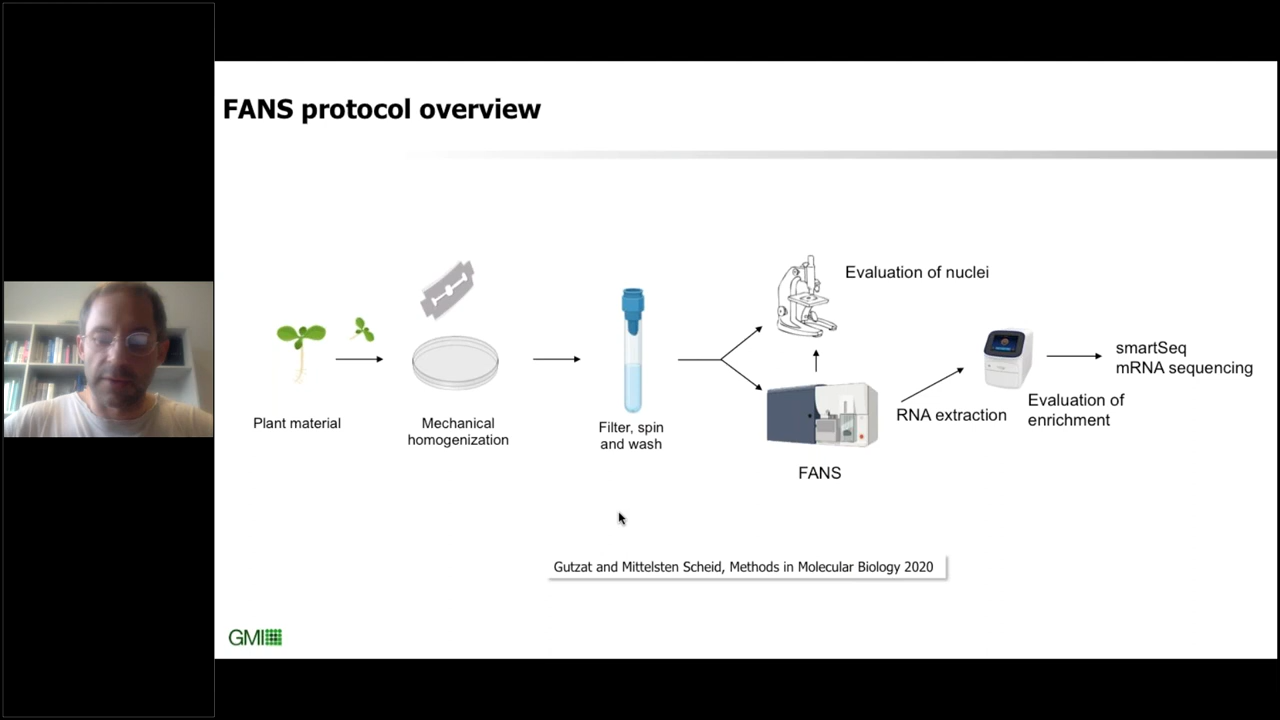 FANS protocol overview
Plant material
Mechanical
homogenization
Filter, spin
and wash
Evaluation of nuclei
FANS
RNA extraction
Evaluation of
enrichment
smartSeq
mRNA sequencing
Gutzat and Mittelsten Scheid, Methods in Molecular Biology 2020
GMI